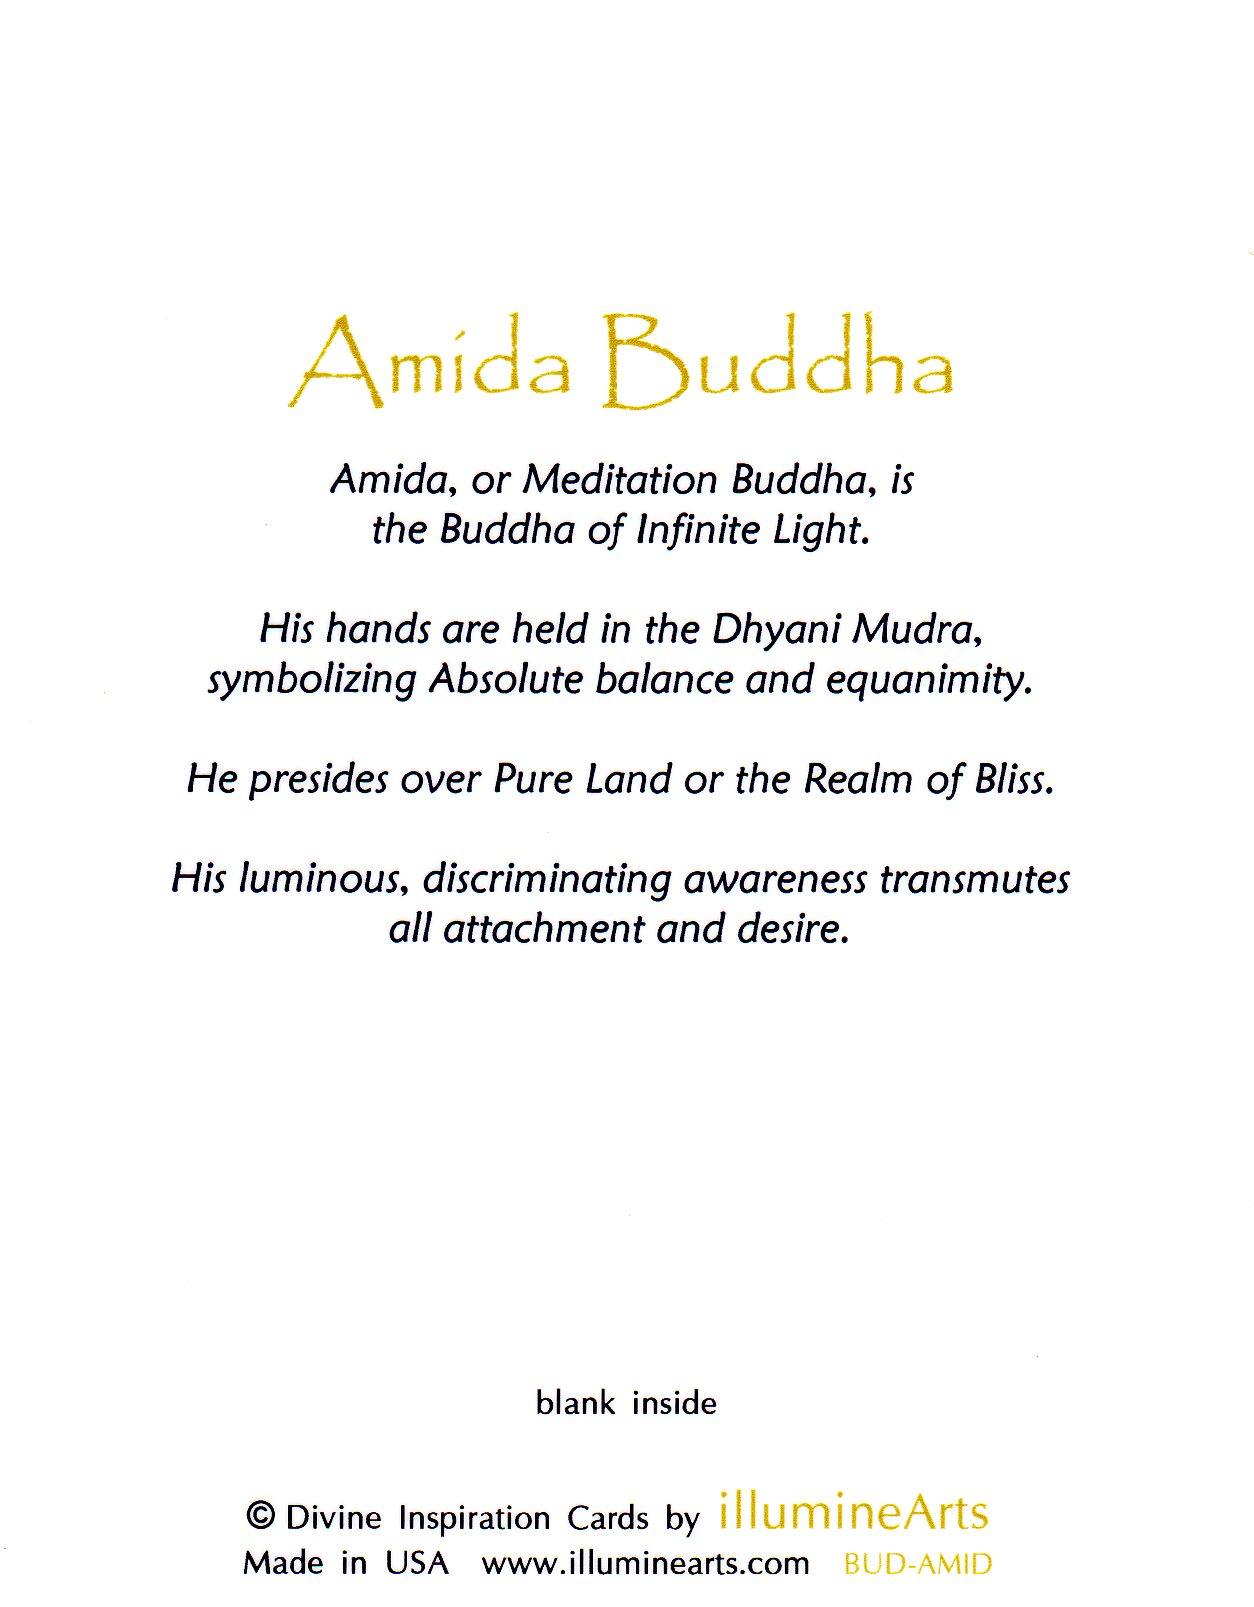 Amida Buddha
Amida, or Meditation Buddha, is
the Buddha of Infinite Light.
His hands are held in the Dhyani Mudra,
symbolizing Absolute balance and equanimity.
He presides over Pure Land or the Realm of Bliss.
His luminous, discriminating awareness transmutes
all attachment and desire.
blank inside
© Divine Inspiration Cards by illumineArts
Made in USA www.illuminearts.com BUD-AMID